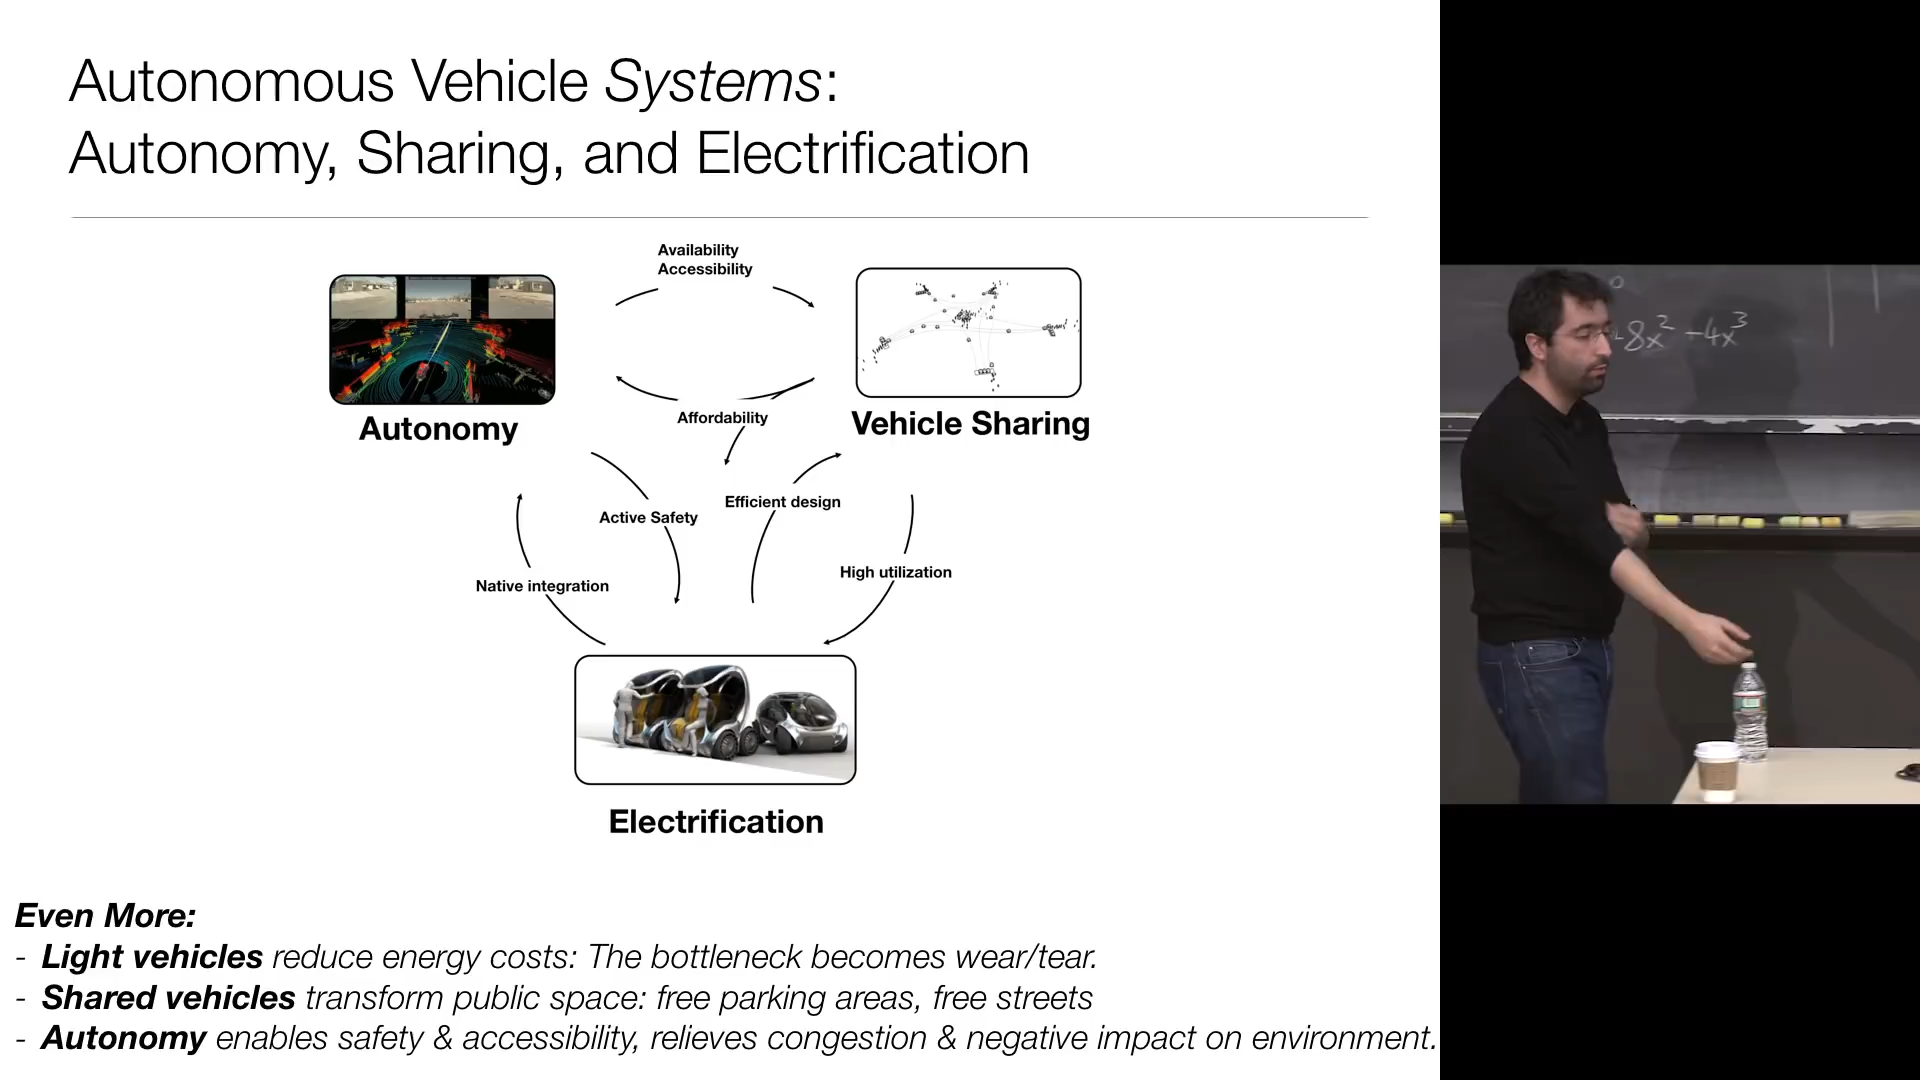 Autonomous Vehicle Systems:
Autonomy, Sharing, and Electrification
Availability
Accessibility
Autonomy
Vehicle Sharing
Affordability
Efficient design
Active Safety
High utilization
Native integration
Electrification
Even More:
- Light vehicles reduce energy costs: The bottleneck becomes wear/tear.
- Shared vehicles transform public space: free parking areas, free streets
- Autonomy enables safety & accessibility, relieves congestion & negative impact on environment.
8x² -4x³